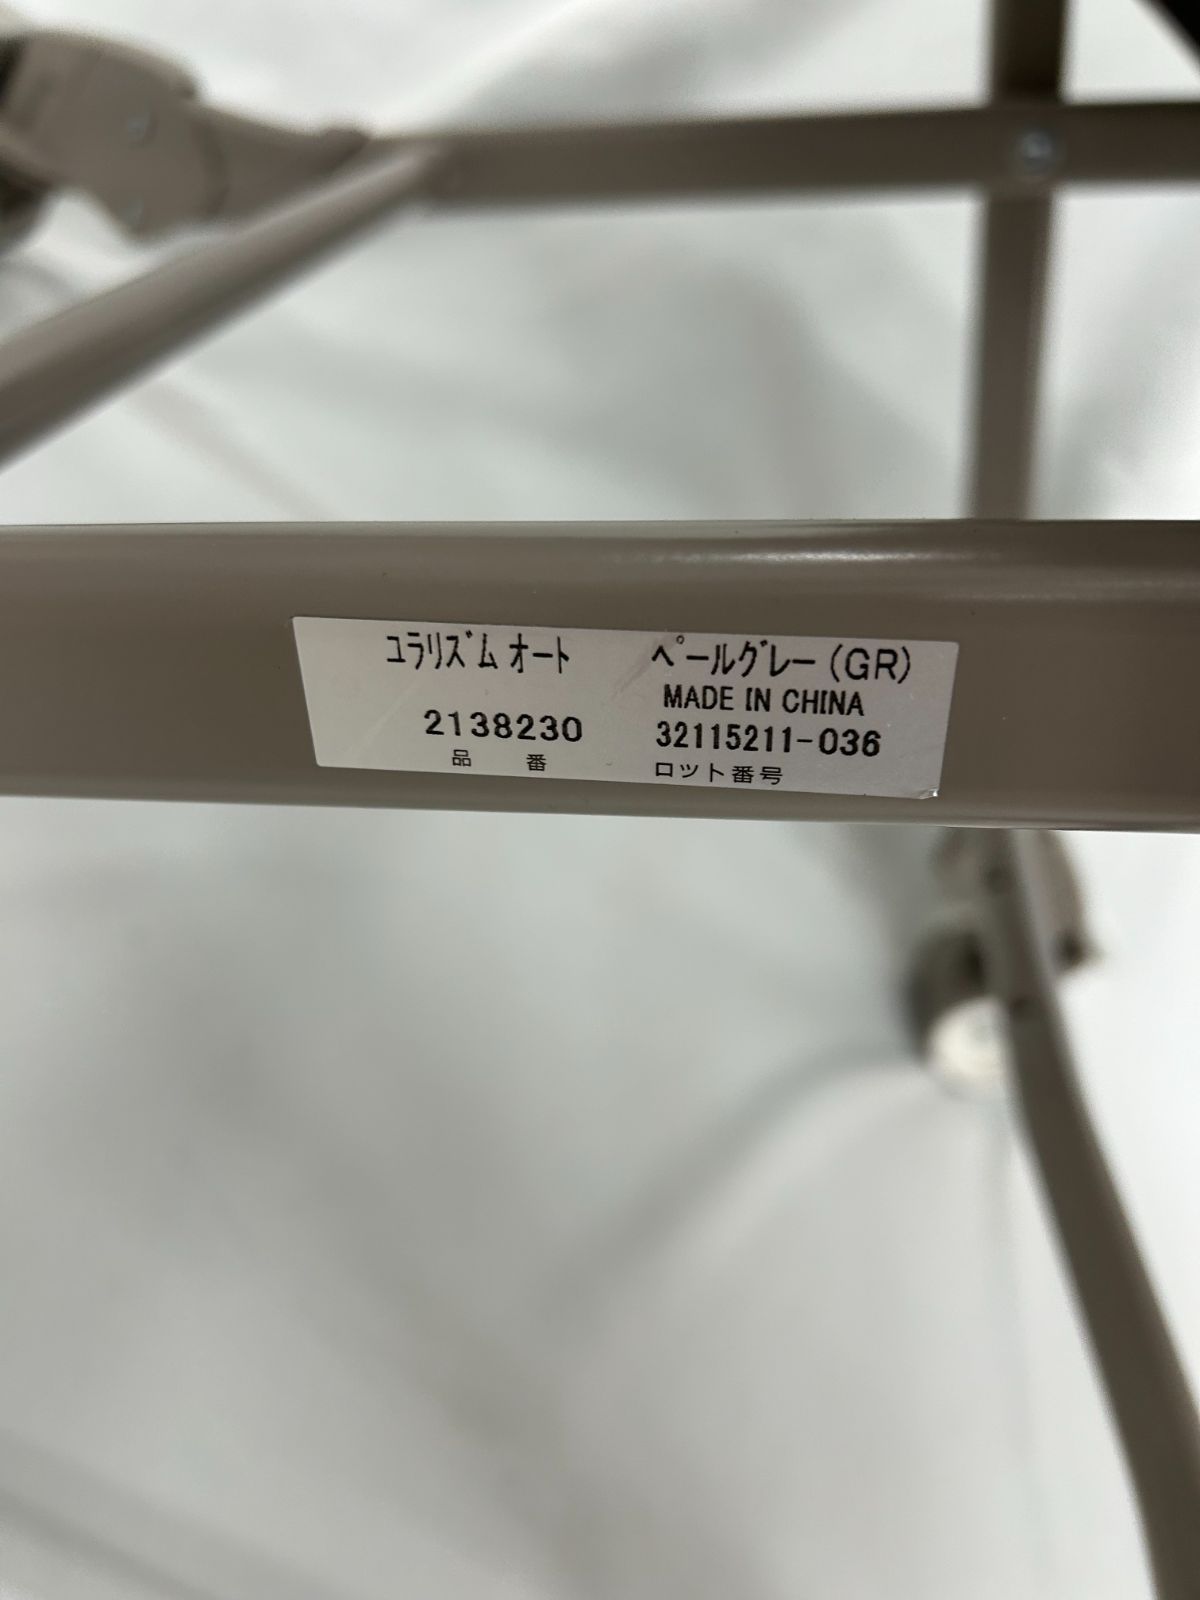 ﾕﾗﾘｽﾞﾑ ｵｰﾄ ﾍﾟｰﾙｸﾞﾚｰ(GR)
MADE IN CHINA
2138230 32115211-036
品 番 ロット番号